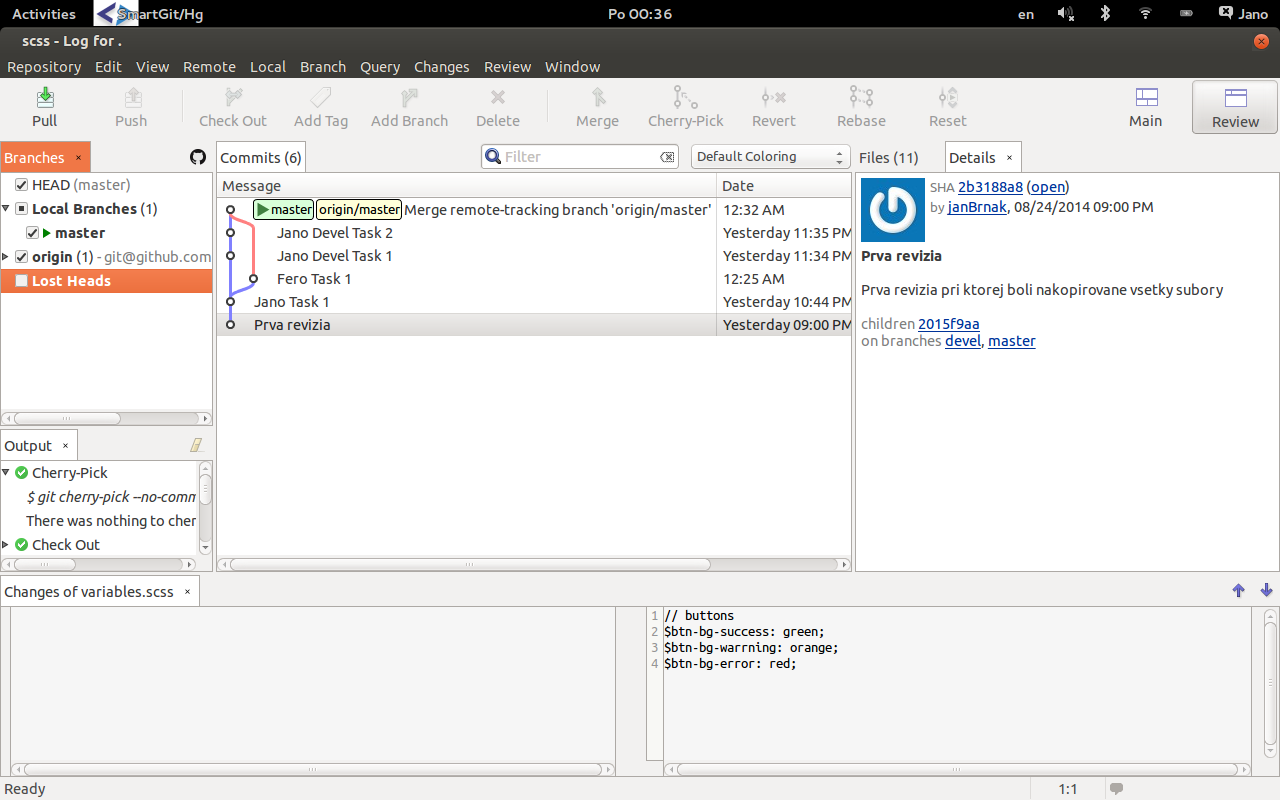 Activities SmartGit/Hg Po 00:36 en Jano
scss - Log for .
Repository Edit View Remote Local Branch Query Changes Review Window
Pull Push Check Out Add Tag Add Branch Delete Merge Cherry-Pick Revert Rebase Reset Main Review
Branches × Commits (6) Filter Default Coloring Files (11) Details ×
HEAD (master)
Local Branches (1)
master
origin (1) - git@github.com
Lost Heads
Message Date
master origin/master Merge remote-tracking branch 'origin/master' 12:32 AM
Jano Devel Task 2 Yesterday 11:35 PM
Jano Devel Task 1 Yesterday 11:34 PM
Fero Task 1 12:25 AM
Jano Task 1 Yesterday 10:44 PM
Prva revizia Yesterday 09:00 PM
SHA 2b3188a8 (open)
by janBrnak, 08/24/2014 09:00 PM
Prva revizia
Prva revizia pri ktorej boli nakopirovane vsetky subory
children 2015f9aa
on branches devel, master
Output ×
Cherry-Pick
$ git cherry-pick --no-comm
There was nothing to cher
Check Out
Changes of variables.scss ×
1 // buttons
2 $btn-bg-success: green;
3 $btn-bg-warrning: orange;
4 $btn-bg-error: red;
Ready 1:1